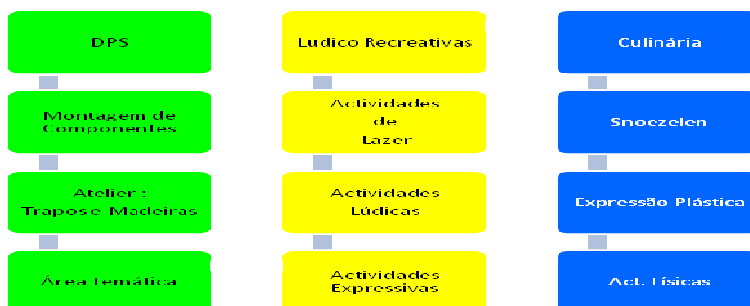 DPS
Montagem de
Componentes
Atelier :
Trapos e Madeiras
Área Temática
Ludico Recreativas
Actividades
de
Lazer
Actividades
Lúdicas
Actividades
Expressivas
Culinária
Snoezelen
Expressão Plástica
Act. Físicas